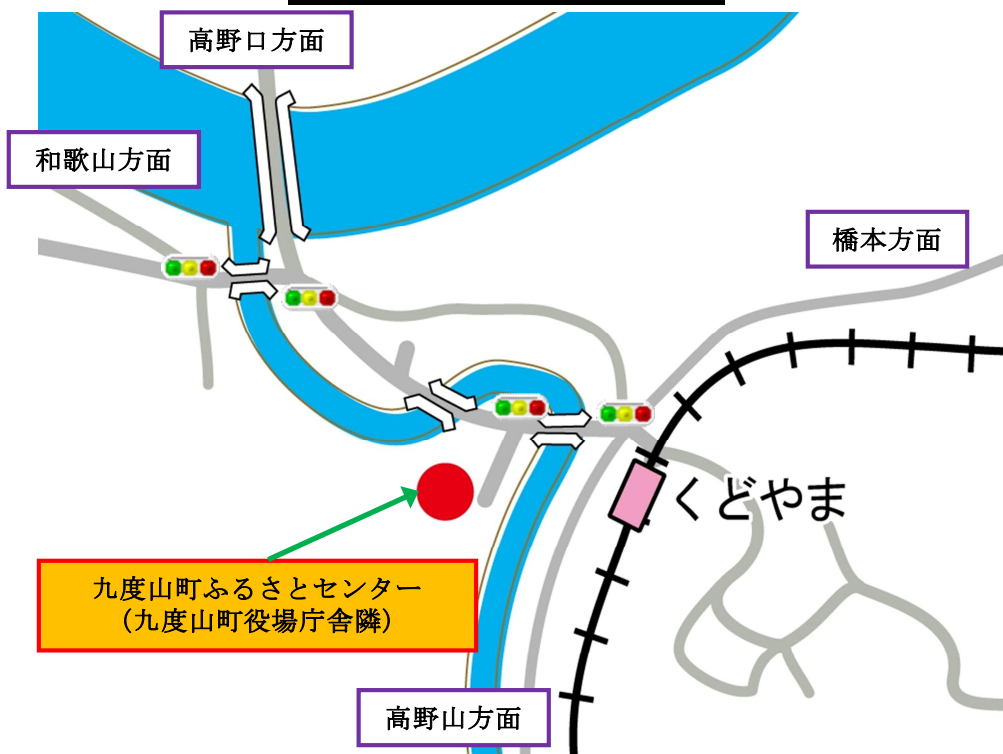 高野口方面
和歌山方面
橋本方面
くどやま
九度山町ふるさとセンター
（九度山町役場庁舎隣）
高野山方面